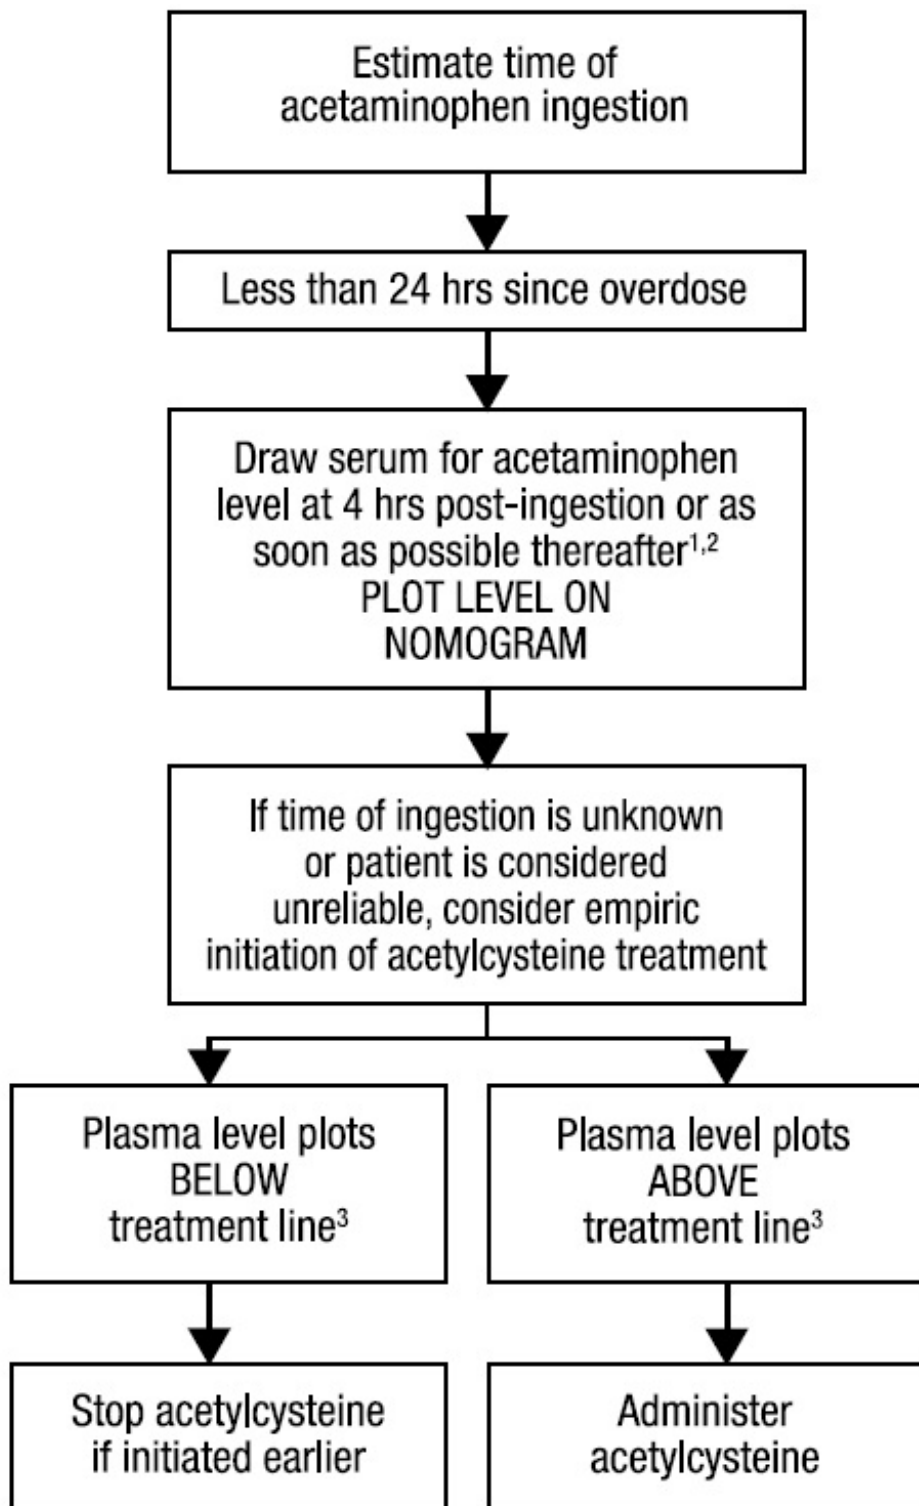 Estimate time of
acetaminophen ingestion
Less than 24 hrs since overdose
Draw serum for acetaminophen
level at 4 hrs post-ingestion or as
soon as possible thereafter1,2
PLOT LEVEL ON
NOMOGRAM
If time of ingestion is unknown
or patient is considered
unreliable, consider empiric
initiation of acetylcysteine treatment
Plasma level plots
BELOW
treatment line3
Plasma level plots
ABOVE
treatment line3
Stop acetylcysteine
if initiated earlier
Administer
acetylcysteine